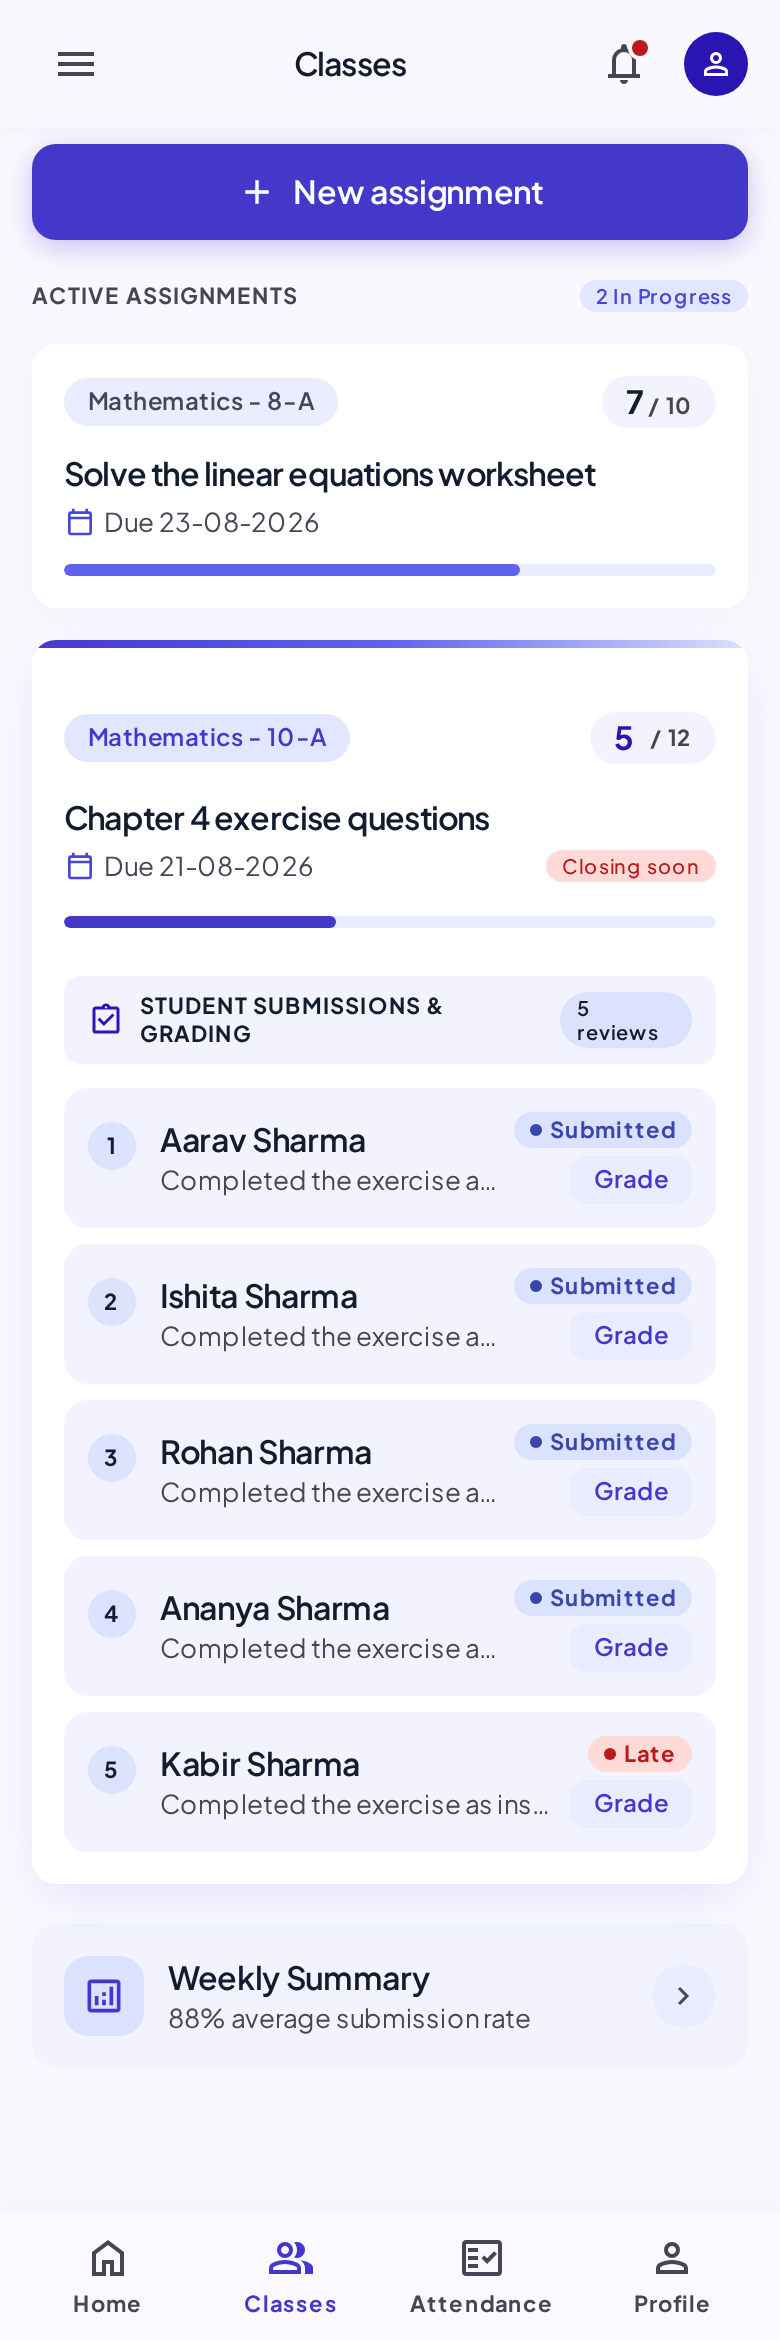 Classes
New assignment
ACTIVE ASSIGNMENTS
2 In Progress
Mathematics - 8-A
7 / 10
Solve the linear equations worksheet
Due 23-08-2026
Mathematics - 10-A
5 / 12
Chapter 4 exercise questions
Due 21-08-2026
Closing soon
STUDENT SUBMISSIONS &
GRADING
5
reviews
1
Aarav Sharma
Completed the exercise a...
Submitted
Grade
2
Ishita Sharma
Completed the exercise a...
Submitted
Grade
3
Rohan Sharma
Completed the exercise a...
Submitted
Grade
4
Ananya Sharma
Completed the exercise a...
Submitted
Grade
5
Kabir Sharma
Completed the exercise as ins...
Late
Grade
Weekly Summary
88% average submission rate
Home
Classes
Attendance
Profile